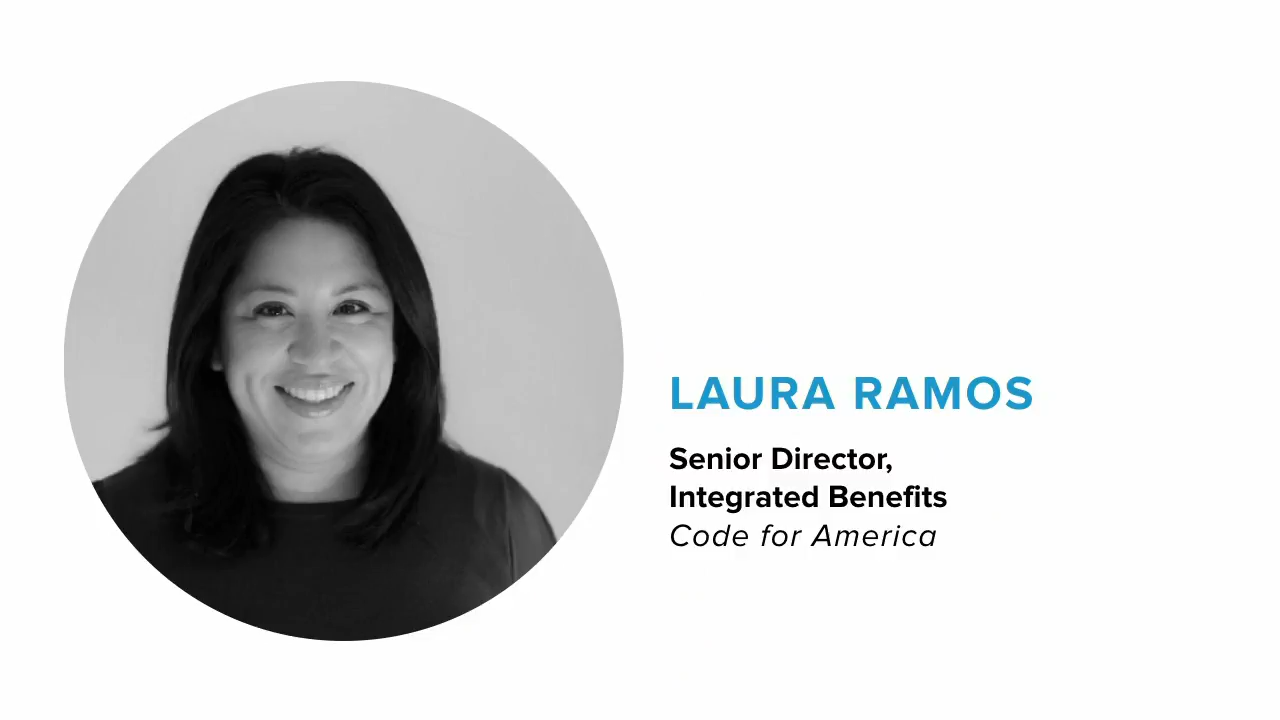 LAURA RAMOS
Senior Director,
Integrated Benefits
Code for America